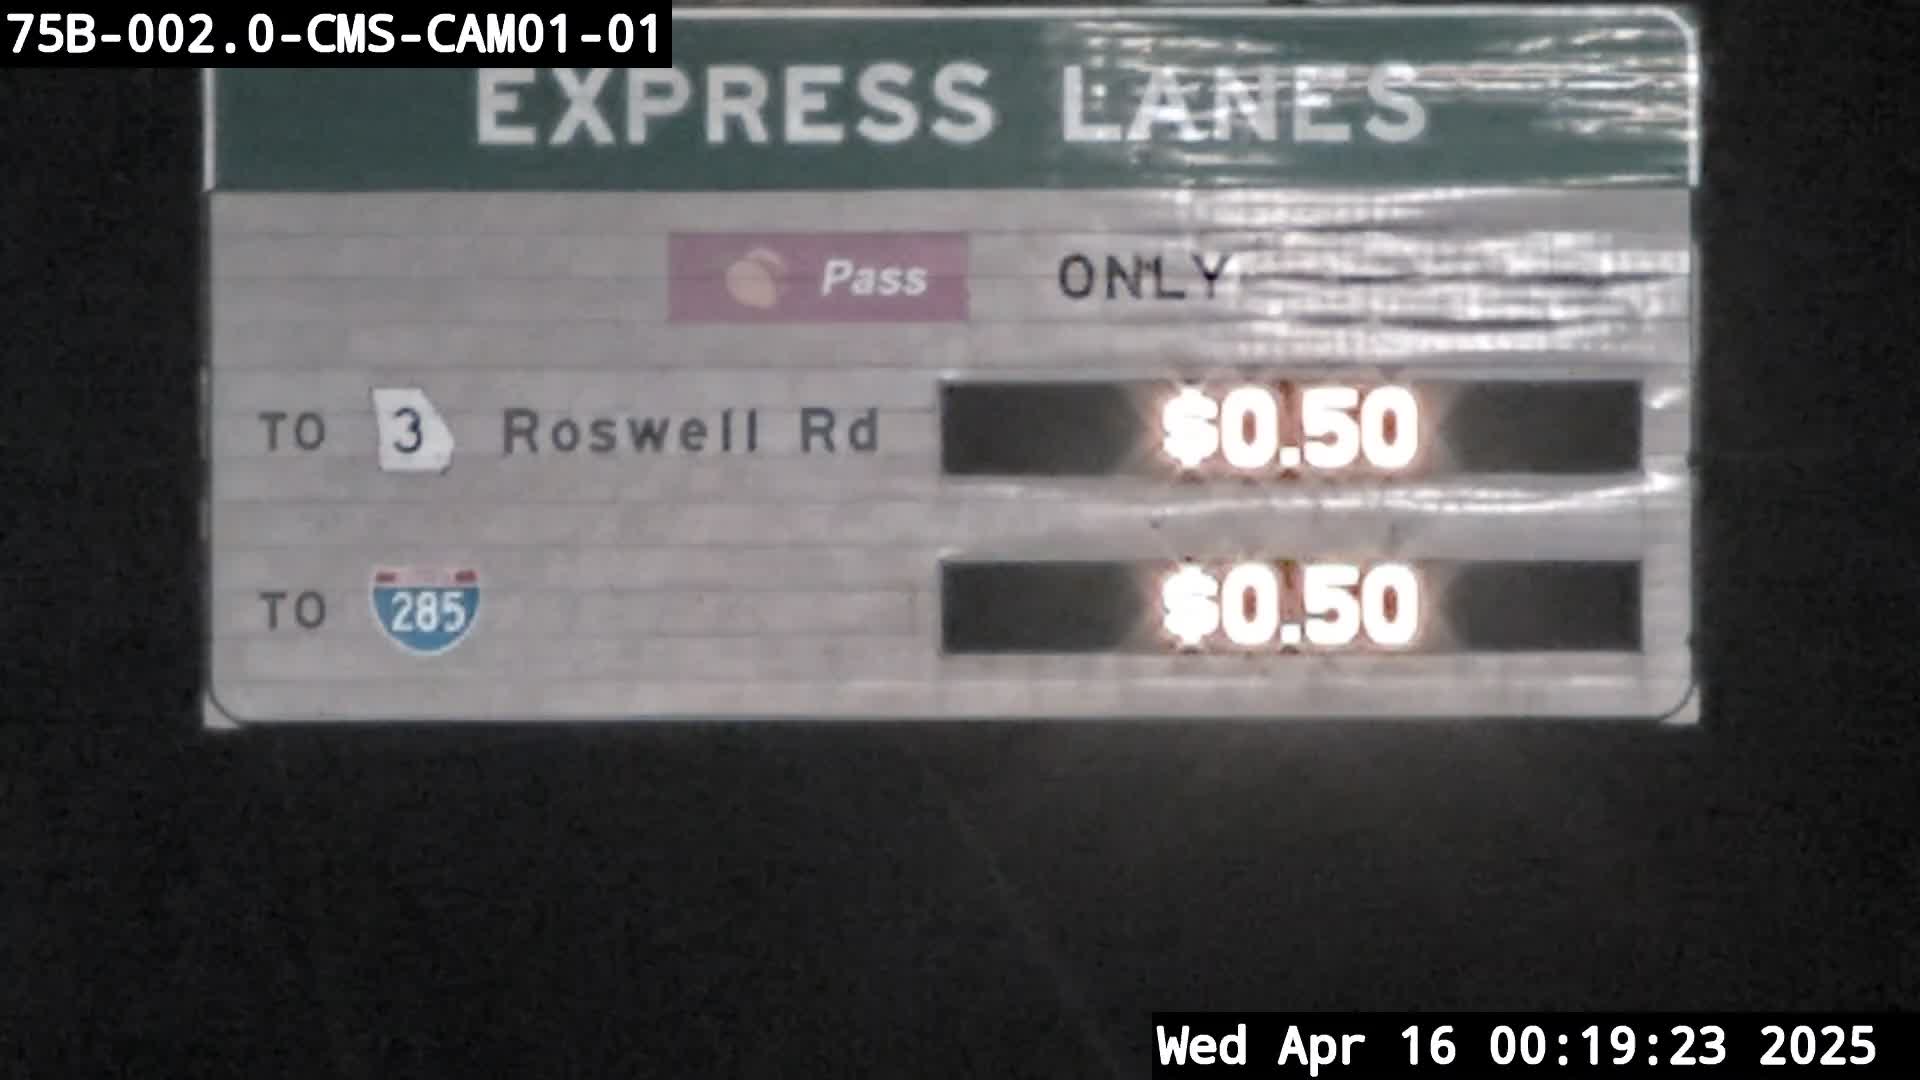 75B-002.0-CMS-CAM01-01
EXPRESS LANES
Pass ONLY
TO 3 Roswell Rd $0.50
TO 285 $0.50
Wed Apr 16 00:19:23 2025